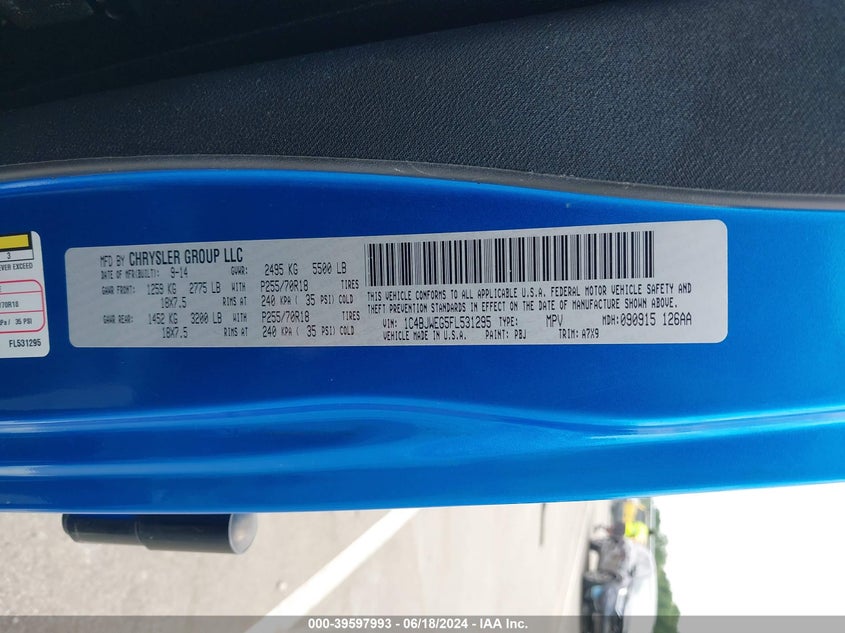 3
EVER EXCEED
70R18
kPa / 35 PSI
FL531295
MFD BY CHRYSLER GROUP LLC
DATE OF MFR(BUILT): 9-14 GVWR: 2495 KG 5500 LB
GAWR FRONT: 1259 KG 2775 LB WITH P255/70R18 TIRES
18X7.5 RIMS AT 240 KPA ( 35 PSI) COLD
GAWR REAR: 1452 KG 3200 LB WITH P255/70R18 TIRES
18X7.5 RIMS AT 240 KPA ( 35 PSI) COLD
THIS VEHICLE CONFORMS TO ALL APPLICABLE U.S.A. FEDERAL MOTOR VEHICLE SAFETY AND
THEFT PREVENTION STANDARDS IN EFFECT ON THE DATE OF MANUFACTURE SHOWN ABOVE.
VIN: 1C4BJWEG5FL531295 TYPE: MPV MDH: 090915 126AA
VEHICLE MADE IN U.S.A. PAINT: PBJ TRIM: A7X9
000-39597993 / 06/18/2024 - IAA Inc.